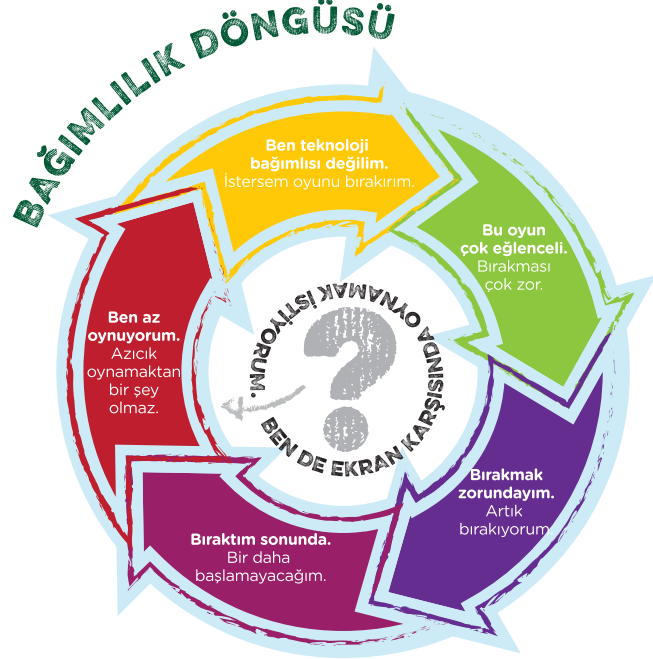 BAĞIMLILIK DÖNGÜSÜ
Ben teknoloji
bağımlısı değilim.
İstersem oyunu bırakırım.
Bu oyun
çok eğlenceli.
Bırakması
çok zor.
Bırakmak
zorundayım.
Artık
bırakıyorum.
Bıraktım sonunda.
Bir daha
başlamayacağım.
Ben az
oynuyorum.
Azıcık
oynamaktan
bir şey
olmaz.
BEN DE EKRAN KARŞISINDA OYNAMAK İSTİYORUM.
?